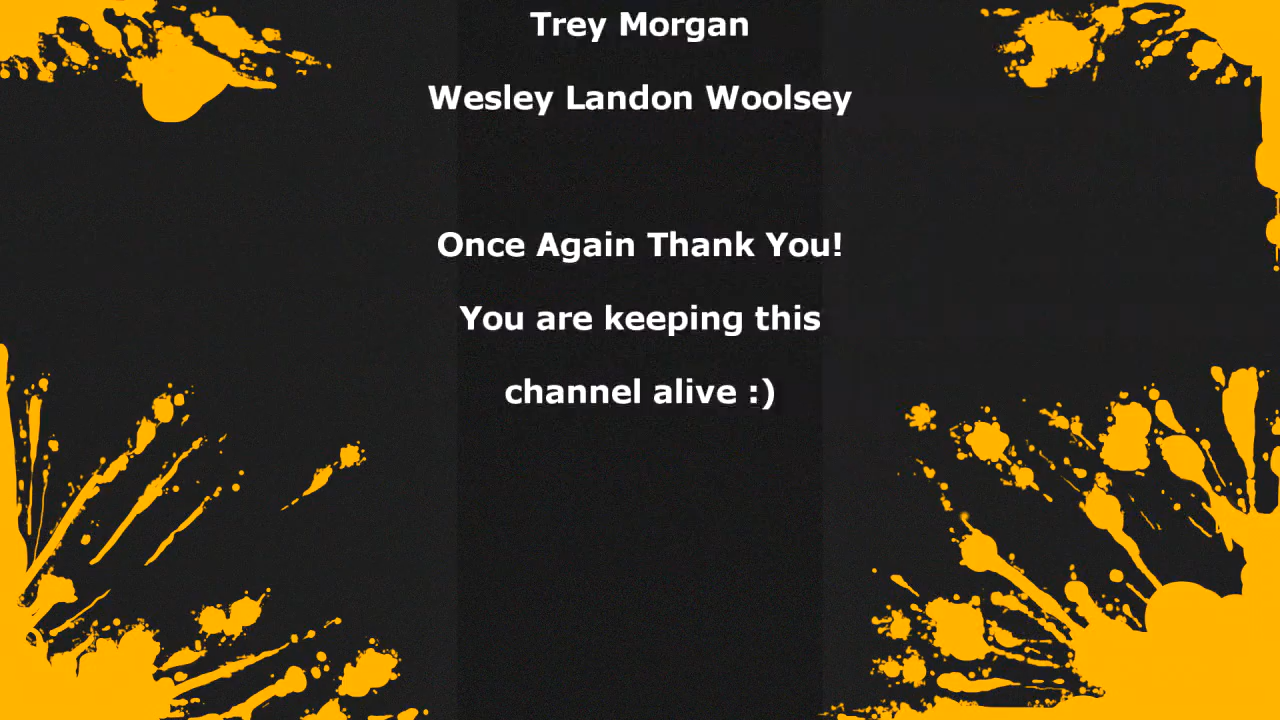 Trey Morgan
Wesley Landon Woolsey
Once Again Thank You!
You are keeping this
channel alive :)